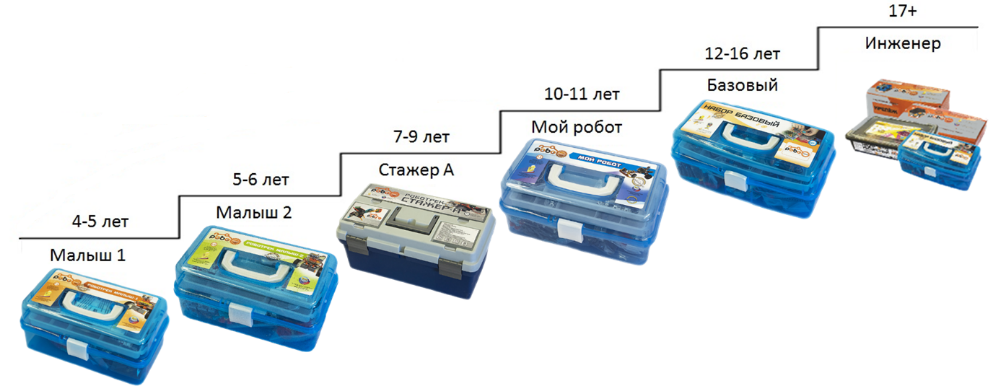 17+
Инженер
12-16 лет
Базовый
10-11 лет
Мой робот
7-9 лет
Стажер А
5-6 лет
Малыш 2
4-5 лет
Малыш 1
НАБОР БАЗОВЫЙ
МОЙ РОБОТ
РОБОТРЕК
СТАЖЕР А